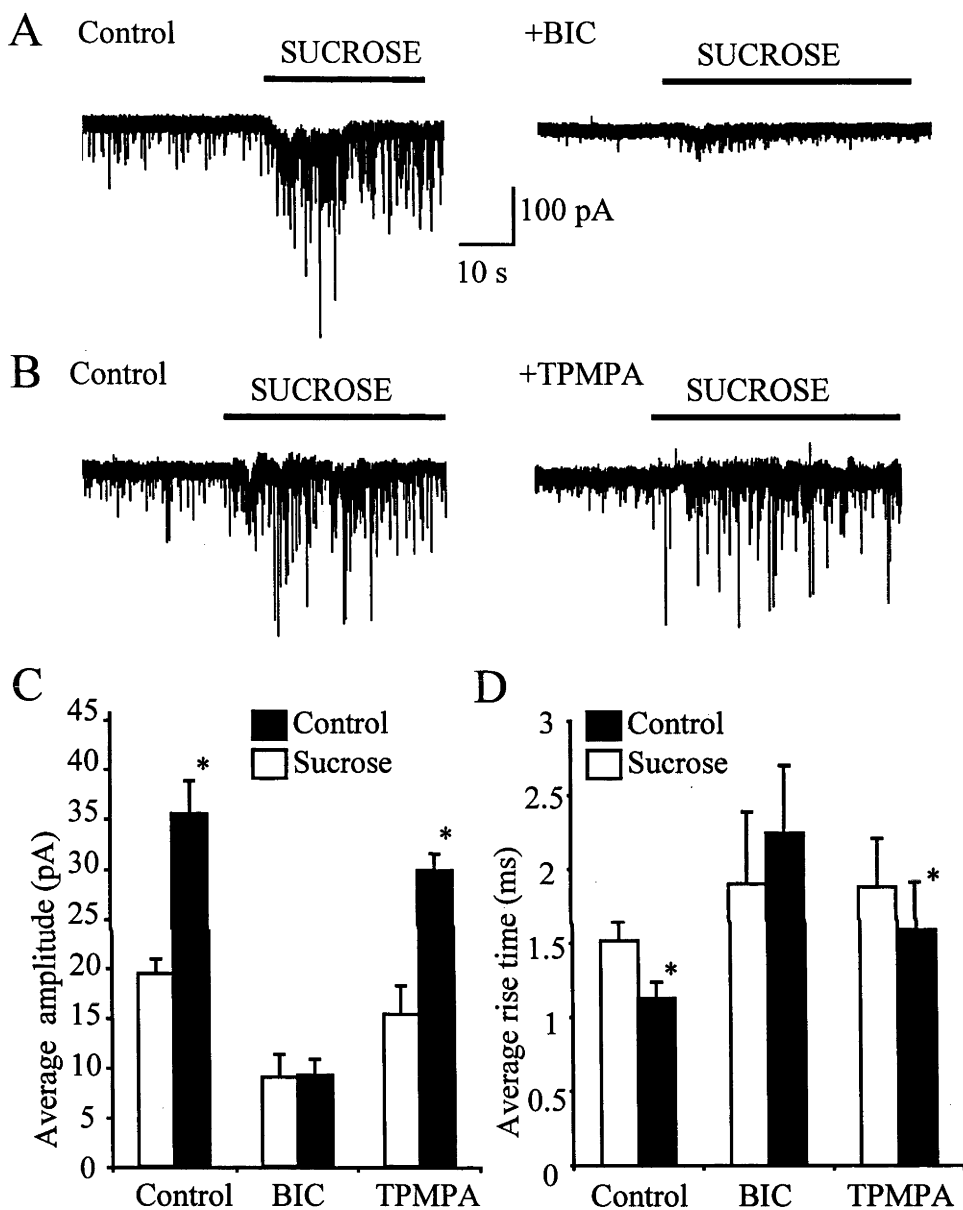 A Control +BIC
SUCROSE SUCROSE
100 pA
10 s
B Control +TPMPA
SUCROSE SUCROSE
C
45
40
35
30
25
20
15
10
5
0
Average amplitude (pA)
Control
Sucrose
*
*
Control BIC TPMPA
D
3
2.5
2
1.5
1
0.5
0
Average rise time (ms)
Control
Sucrose
*
*
Control BIC TPMPA